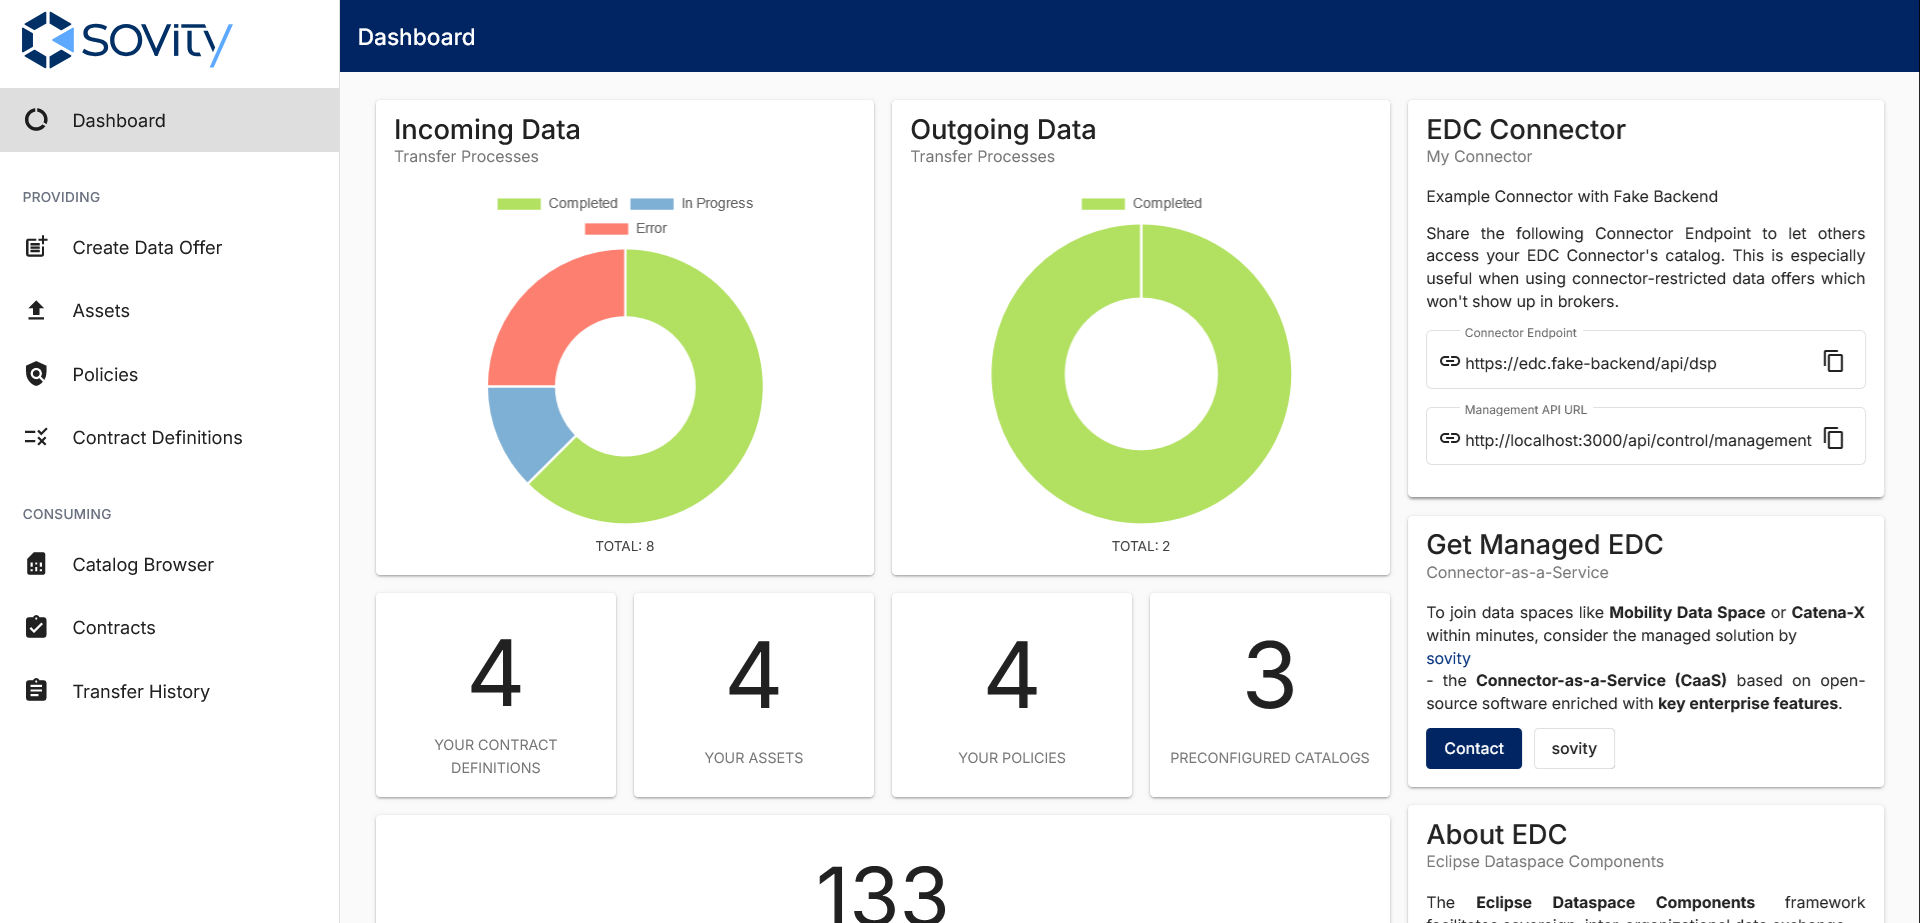 sovity
Dashboard
Dashboard
PROVIDING
Create Data Offer
Assets
Policies
Contract Definitions
CONSUMING
Catalog Browser
Contracts
Transfer History
Incoming Data
Transfer Processes
Completed
In Progress
Error
TOTAL: 8
Outgoing Data
Transfer Processes
Completed
TOTAL: 2
4
YOUR CONTRACT
DEFINITIONS
4
YOUR ASSETS
4
YOUR POLICIES
3
PRECONFIGURED CATALOGS
133
EDC Connector
My Connector
Example Connector with Fake Backend
Share the following Connector Endpoint to let others
access your EDC Connector's catalog. This is especially
useful when using connector-restricted data offers which
won't show up in brokers.
Connector Endpoint
https://edc.fake-backend/api/dsp
Management API URL
http://localhost:3000/api/control/management
Get Managed EDC
Connector-as-a-Service
To join data spaces like Mobility Data Space or Catena-X
within minutes, consider the managed solution by
sovity
- the Connector-as-a-Service (CaaS) based on open-
source software enriched with key enterprise features.
Contact
sovity
About EDC
Eclipse Dataspace Components
The Eclipse Dataspace Components framework